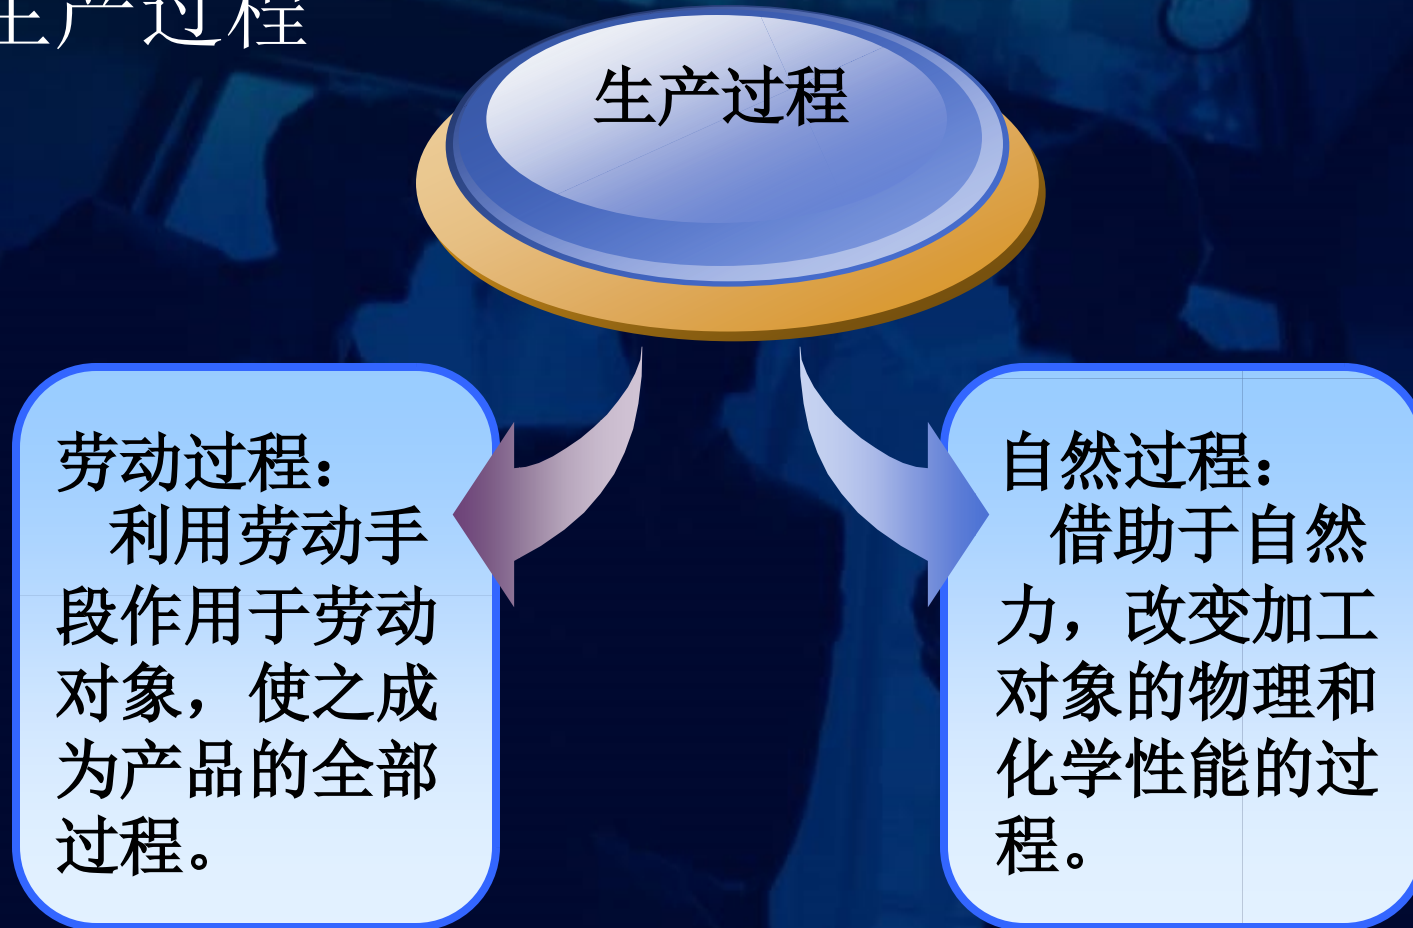 生产过程
生产过程
劳动过程：
利用劳动手
段作用于劳动
对象，使之成
为产品的全部
过程。
自然过程：
借助于自然
力，改变加工
对象的物理和
化学性能的过
程。